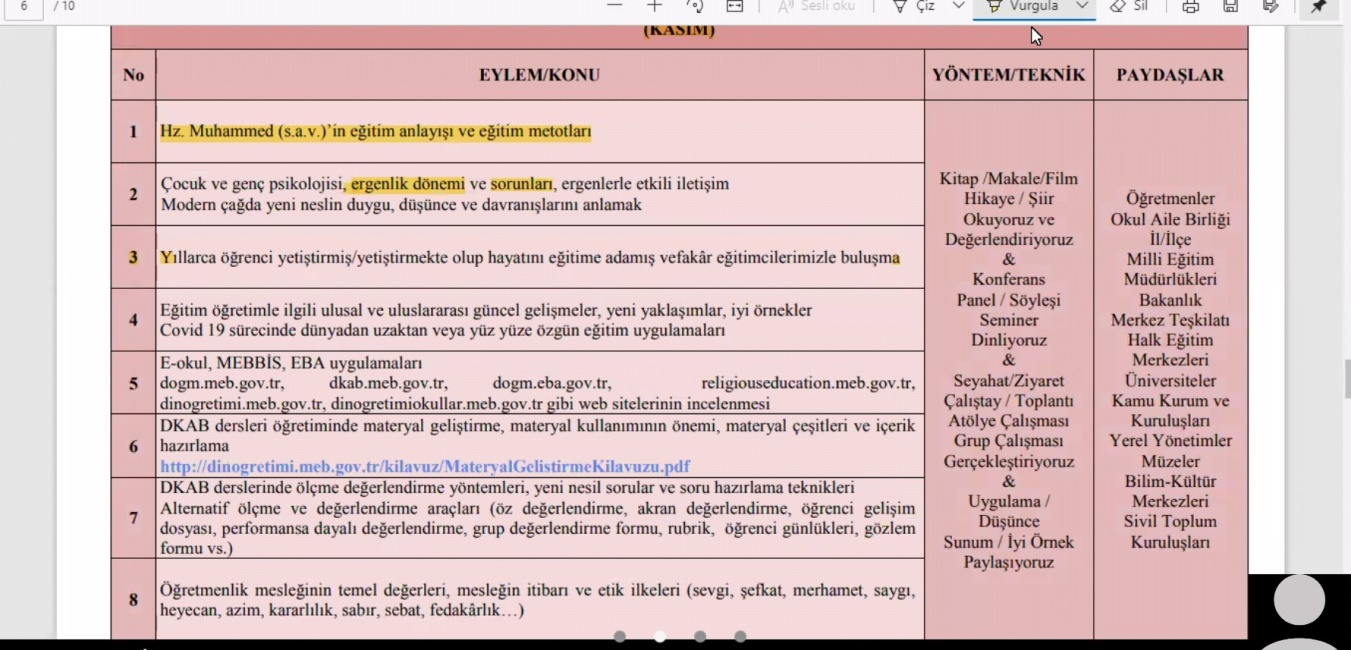 6 / 10
Sesli oku
Çiz
Vurgula
Sil
(KASIM)
No
EYLEM/KONU
YÖNTEM/TEKNİK
PAYDAŞLAR
1
Hz. Muhammed (s.a.v.)’in eğitim anlayışı ve eğitim metotları
2
Çocuk ve genç psikolojisi, ergenlik dönemi ve sorunları, ergenlerle etkili iletişim
Modern çağda yeni neslin duygu, düşünce ve davranışlarını anlamak
3
Yıllarca öğrenci yetiştirmiş/yetiştirmekte olup hayatını eğitime adamış vefakâr eğitimcilerimizle buluşma
4
Eğitim öğretimle ilgili ulusal ve uluslararası güncel gelişmeler, yeni yaklaşımlar, iyi örnekler
Covid 19 sürecinde dünyadan uzaktan veya yüz yüze özgün eğitim uygulamaları
5
E-okul, MEBBİS, EBA uygulamaları
dogm.meb.gov.tr, dkab.meb.gov.tr, dogm.eba.gov.tr, religiouseducation.meb.gov.tr,
dinogretimi.meb.gov.tr, dinogretimiokullar.meb.gov.tr gibi web sitelerinin incelenmesi
6
DKAB dersleri öğretiminde materyal geliştirme, materyal kullanımının önemi, materyal çeşitleri ve içerik
hazırlama
http://dinogretimi.meb.gov.tr/kilavuz/MateryalGelistirmeKilavuzu.pdf
7
DKAB derslerinde ölçme değerlendirme yöntemleri, yeni nesil sorular ve soru hazırlama teknikleri
Alternatif ölçme ve değerlendirme araçları (öz değerlendirme, akran değerlendirme, öğrenci gelişim
dosyası, performansa dayalı değerlendirme, grup değerlendirme formu, rubrik, öğrenci günlükleri, gözlem
formu vs.)
8
Öğretmenlik mesleğinin temel değerleri, mesleğin itibarı ve etik ilkeleri (sevgi, şefkat, merhamet, saygı,
heyecan, azim, kararlılık, sabır, sebat, fedakârlık…)
Kitap /Makale/Film
Hikaye / Şiir
Okuyoruz ve
Değerlendiriyoruz
&
Konferans
Panel / Söyleşi
Seminer
Dinliyoruz
&
Seyahat/Ziyaret
Çalıştay / Toplantı
Atölye Çalışması
Grup Çalışması
Gerçekleştiriyoruz
&
Uygulama /
Düşünce
Sunum / İyi Örnek
Paylaşıyoruz
Öğretmenler
Okul Aile Birliği
İl/İlçe
Milli Eğitim
Müdürlükleri
Bakanlık
Merkez Teşkilatı
Halk Eğitim
Merkezleri
Üniversiteler
Kamu Kurum ve
Kuruluşları
Yerel Yönetimler
Müzeler
Bilim-Kültür
Merkezleri
Sivil Toplum
Kuruluşları